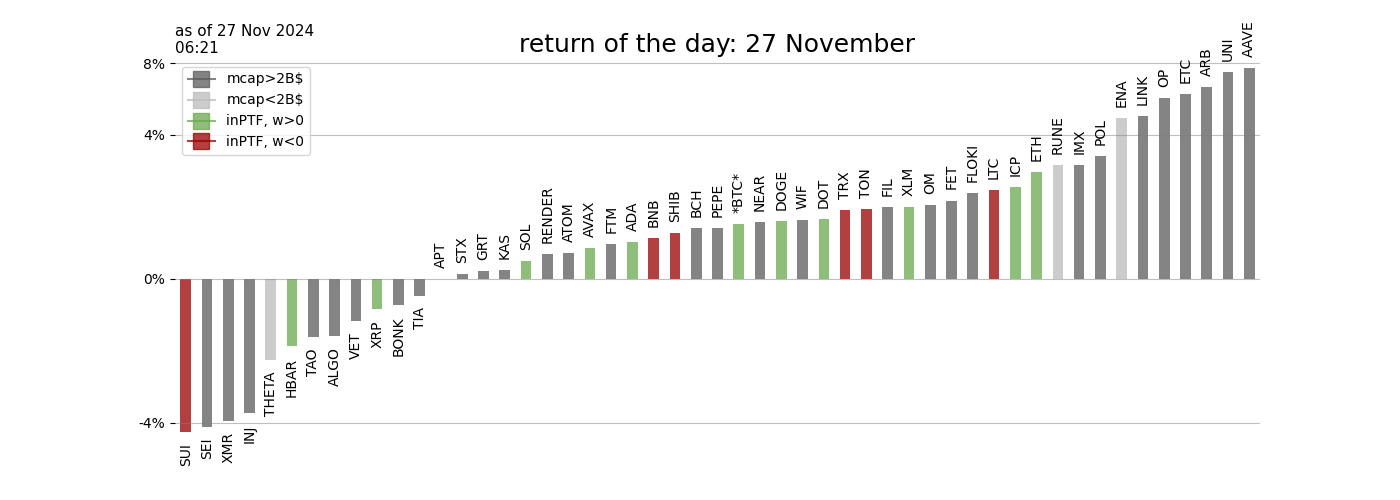 as of 27 Nov 2024
06:21
return of the day: 27 November
8%
4%
0%
-4%
mcap>2B$
mcap<2B$
inPTF, w>0
inPTF, w<0
SUI
SEI
XMR
INJ
THETA
HBAR
TAO
ALGO
VET
XRP
BONK
TIA
APT
STX
GRT
KAS
SOL
RENDER
ATOM
AVAX
FTM
ADA
BNB
SHIB
BCH
PEPE
*BTC*
NEAR
DOGE
WIF
DOT
TRX
TON
FIL
XLM
OM
FET
FLOKI
LTC
ICP
ETH
RUNE
IMX
POL
ENA
LINK
OP
ETC
ARB
UNI
AAVE